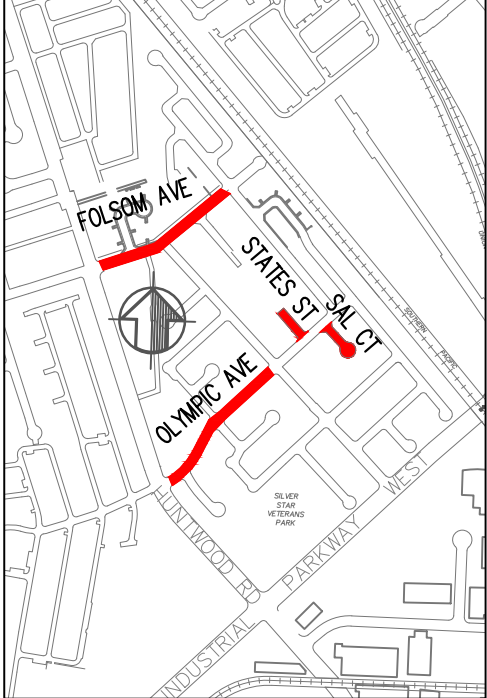 FOLSOM AVE
STATES ST
SAL CT
SOUTHERN
PACIFIC
OLYMPIC AVE
SILVER
STAR
VETERANS
PARK
HUNTWOOD RD
INDUSTRIAL PARKWAY WEST